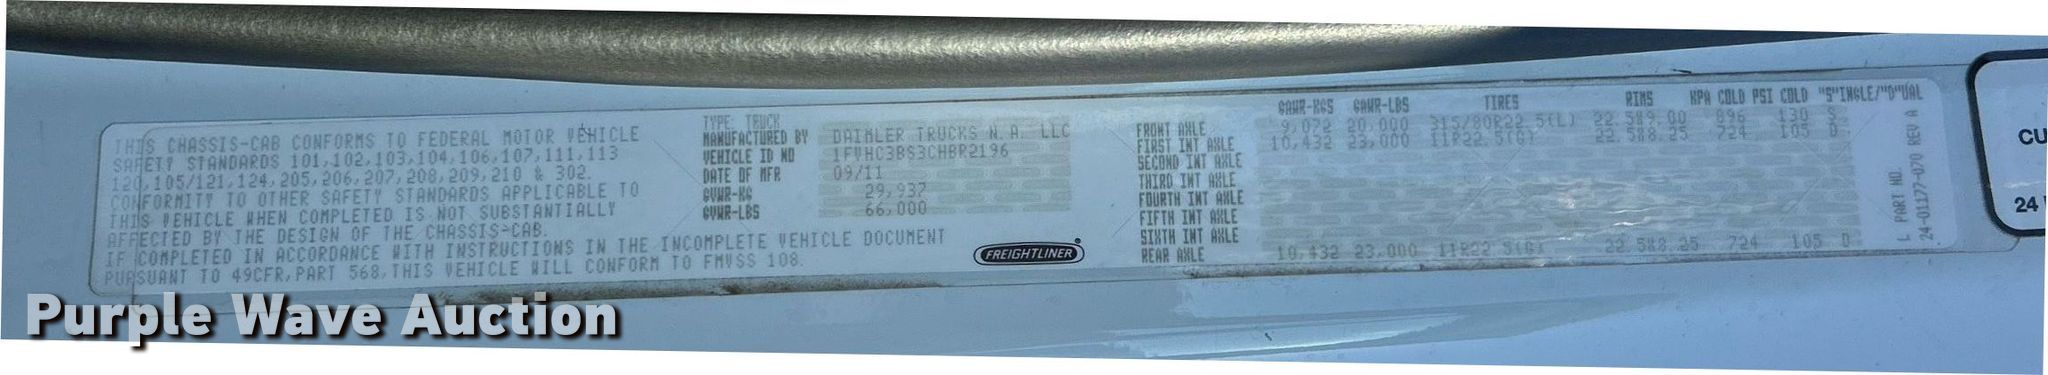 THIS CHASSIS-CAB CONFORMS TO FEDERAL MOTOR VEHICLE
SAFETY STANDARDS 101,102,103,104,106,107,111,113
120,105/121,124,205,206,207,208,209,210 & 302.
CONFORMITY TO OTHER SAFETY STANDARDS APPLICABLE TO
THIS VEHICLE WHEN COMPLETED IS NOT SUBSTANTIALLY
AFFECTED BY THE DESIGN OF THE CHASSIS-CAB.
IF COMPLETED IN ACCORDANCE WITH INSTRUCTIONS IN THE INCOMPLETE VEHICLE DOCUMENT
PURSUANT TO 49CFR,PART 568,THIS VEHICLE WILL CONFORM TO FMVSS 108.
TYPE: TRUCK
MANUFACTURED BY DAIMLER TRUCKS N.A. LLC
VEHICLE ID NO 1FVHC3BS3CHBR2196
DATE OF MFR 09/11
GVWR-KG 29,937
GVWR-LBS 66,000
FREIGHTLINER
GAWR-KGS GAWR-LBS TIRES RIMS KPA COLD PSI COLD "S"INGLE/"D"UAL
FRONT AXLE 9,072 20,000 315/80R22.5(L) 22.5X9.00 896 130 S
FIRST INT AXLE 10,432 23,000 11R22.5(G) 22.5X8.25 724 105 D
SECOND INT AXLE
THIRD INT AXLE
FOURTH INT AXLE
FIFTH INT AXLE
SIXTH INT AXLE
REAR AXLE 10,432 23,000 11R22.5(G) 22.5X8.25 724 105 D
L PART NO.
24-01177-070 REV A
CU
24
Purple Wave Auction